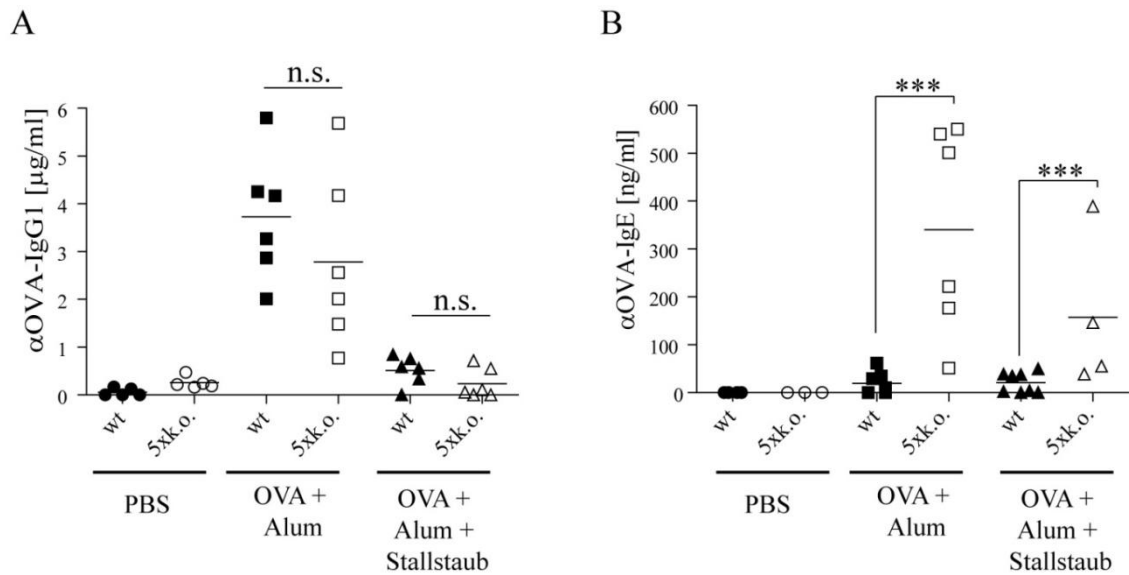 A
n.s.
αOVA-IgG1 [µg/ml]
6
5
4
3
2
1
0
n.s.
wt
5xk.o.
wt
5xk.o.
wt
5xk.o.
PBS
OVA +
Alum
OVA +
Alum +
Stallstaub
B
***
αOVA-IgE [ng/ml]
600
500
400
300
200
100
0
***
wt
5xk.o.
wt
5xk.o.
wt
5xk.o.
PBS
OVA +
Alum
OVA +
Alum +
Stallstaub